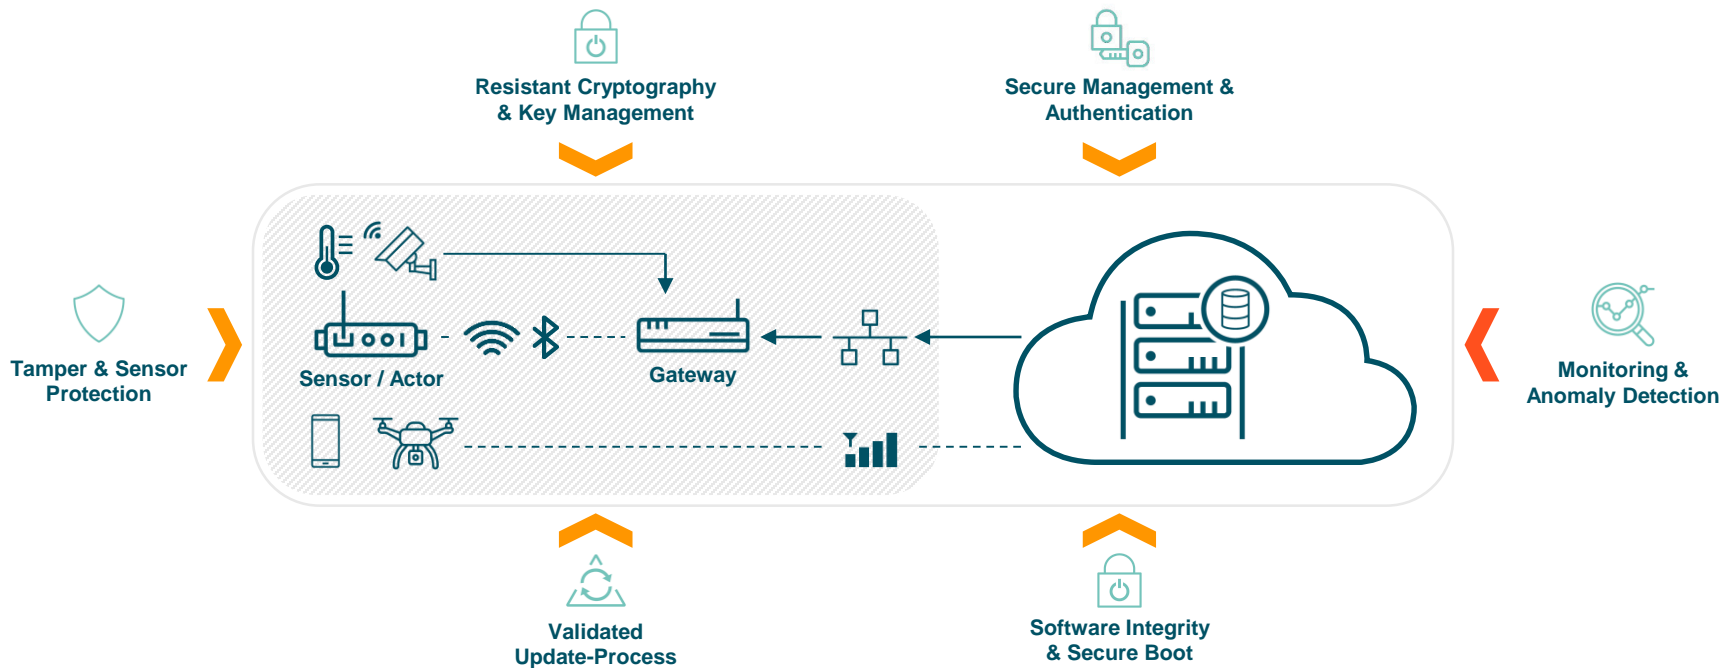 Resistant Cryptography
& Key Management
Secure Management &
Authentication
Tamper & Sensor
Protection
Sensor / Actor
Gateway
Monitoring &
Anomaly Detection
Validated
Update-Process
Software Integrity
& Secure Boot